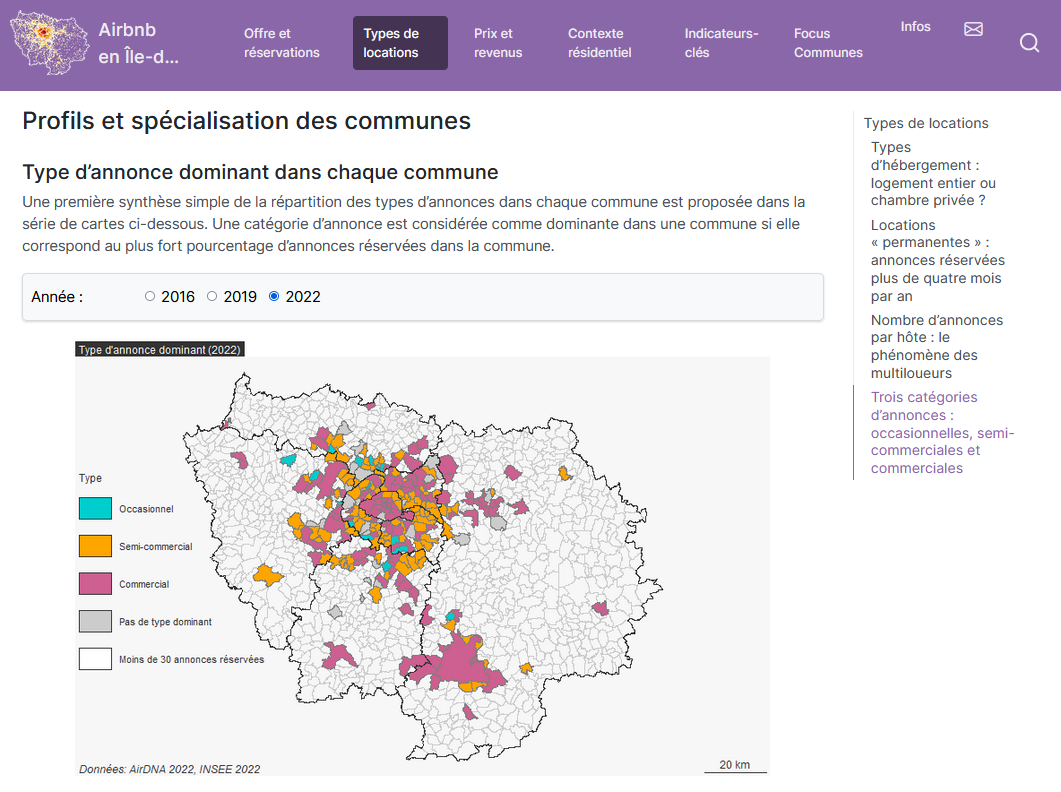 Airbnb
en Île-d...
Offre et
réservations
Types de
locations
Prix et
revenus
Contexte
résidentiel
Indicateurs-
clés
Focus
Communes
Infos
Profils et spécialisation des communes
Type d’annonce dominant dans chaque commune
Une première synthèse simple de la répartition des types d’annonces dans chaque commune est proposée dans la
série de cartes ci-dessous. Une catégorie d’annonce est considérée comme dominante dans une commune si elle
correspond au plus fort pourcentage d’annonces réservées dans la commune.
Année :
2016
2019
2022
Type d'annonce dominant (2022)
Type
Occasionnel
Semi-commercial
Commercial
Pas de type dominant
Moins de 30 annonces réservées
Données: AirDNA 2022, INSEE 2022
20 km
Types de locations
Types
d’hébergement :
logement entier ou
chambre privée ?
Locations
« permanentes » :
annonces réservées
plus de quatre mois
par an
Nombre d’annonces
par hôte : le
phénomène des
multiloueurs
Trois catégories
d’annonces :
occasionnelles, semi-
commerciales et
commerciales